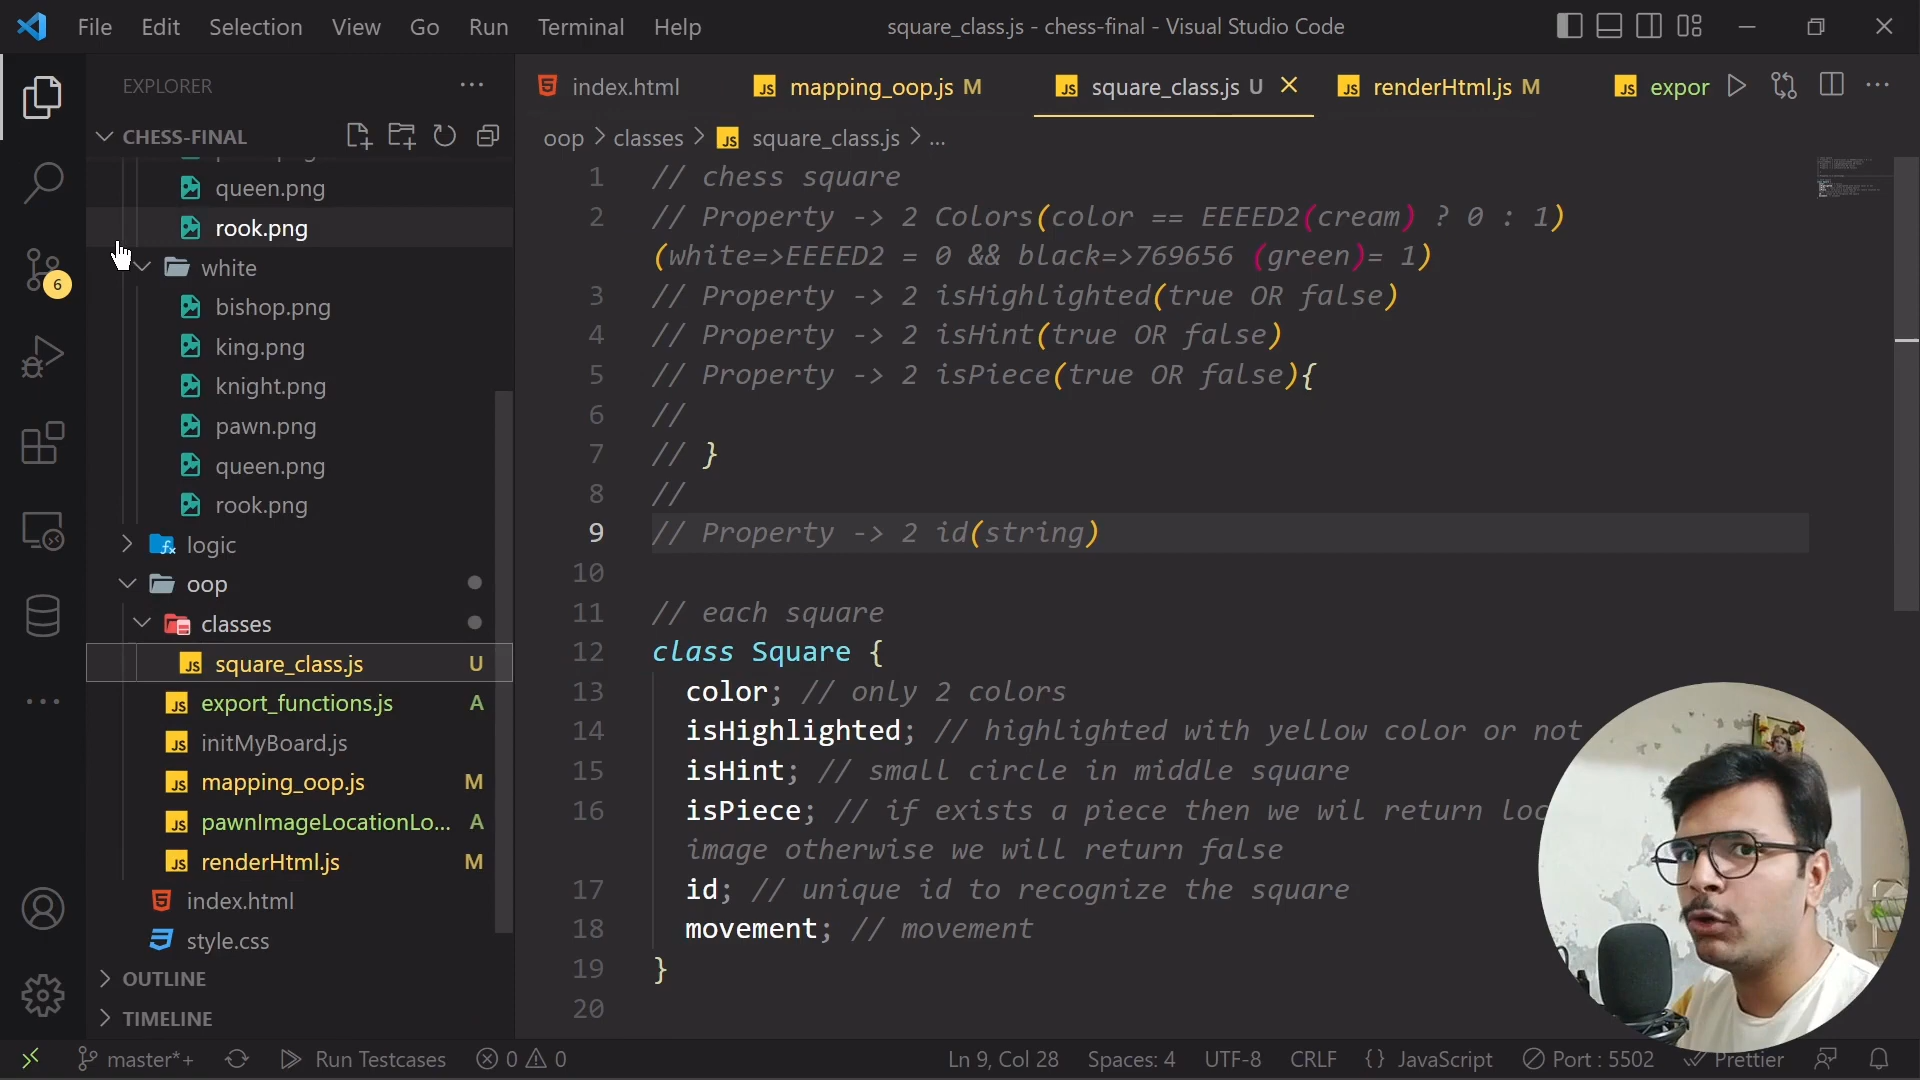 File Edit Selection View Go Run Terminal Help
square_class.js - chess-final - Visual Studio Code
EXPLORER
CHESS-FINAL
queen.png
rook.png
white
bishop.png
king.png
knight.png
pawn.png
queen.png
rook.png
logic
oop
classes
square_class.js U
export_functions.js A
initMyBoard.js
mapping_oop.js M
pawnImageLocationLo... A
renderHtml.js M
index.html
style.css
OUTLINE
TIMELINE
6
index.html
JS mapping_oop.js M
JS square_class.js U
JS renderHtml.js M
JS expor
oop > classes > JS square_class.js > ...
1 // chess square
2 // Property -> 2 Colors(color == EEEED2(cream) ? 0 : 1)
(white=>EEEED2 = 0 && black=>769656 (green)= 1)
3 // Property -> 2 isHighlighted(true OR false)
4 // Property -> 2 isHint(true OR false)
5 // Property -> 2 isPiece(true OR false){
6 //
7 // }
8 //
9 // Property -> 2 id(string)
10
11 // each square
12 class Square {
13 color; // only 2 colors
14 isHighlighted; // highlighted with yellow color or not
15 isHint; // small circle in middle square
16 isPiece; // if exists a piece then we wil return
image otherwise we will return false
17 id; // unique id to recognize the square
18 movement; // movement
19 }
20
master*+ Run Testcases 0 0
Ln 9, Col 28 Spaces: 4 UTF-8 CRLF {} JavaScript Port : 5502 Prettier